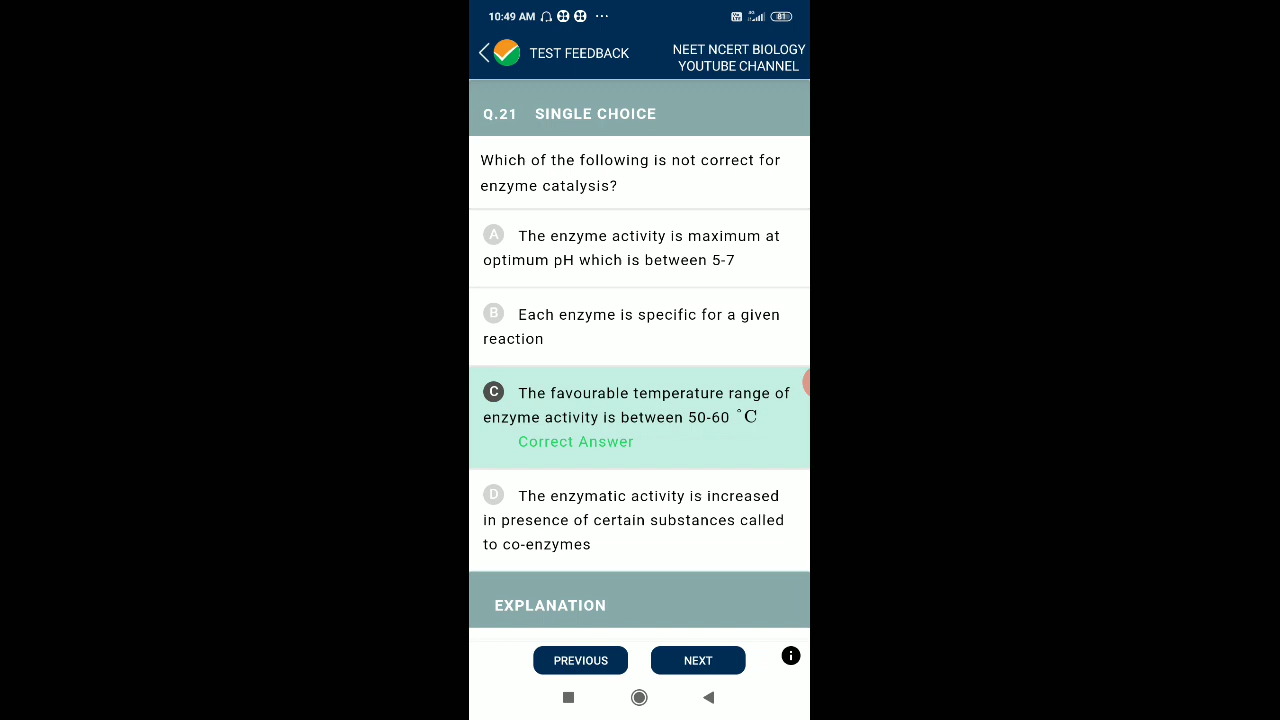 10:49 AM
81
TEST FEEDBACK
NEET NCERT BIOLOGY
YOUTUBE CHANNEL
Q.21 SINGLE CHOICE
Which of the following is not correct for
enzyme catalysis?
A The enzyme activity is maximum at
optimum pH which is between 5-7
B Each enzyme is specific for a given
reaction
C The favourable temperature range of
enzyme activity is between 50-60 °C
Correct Answer
D The enzymatic activity is increased
in presence of certain substances called
to co-enzymes
EXPLANATION
PREVIOUS
NEXT